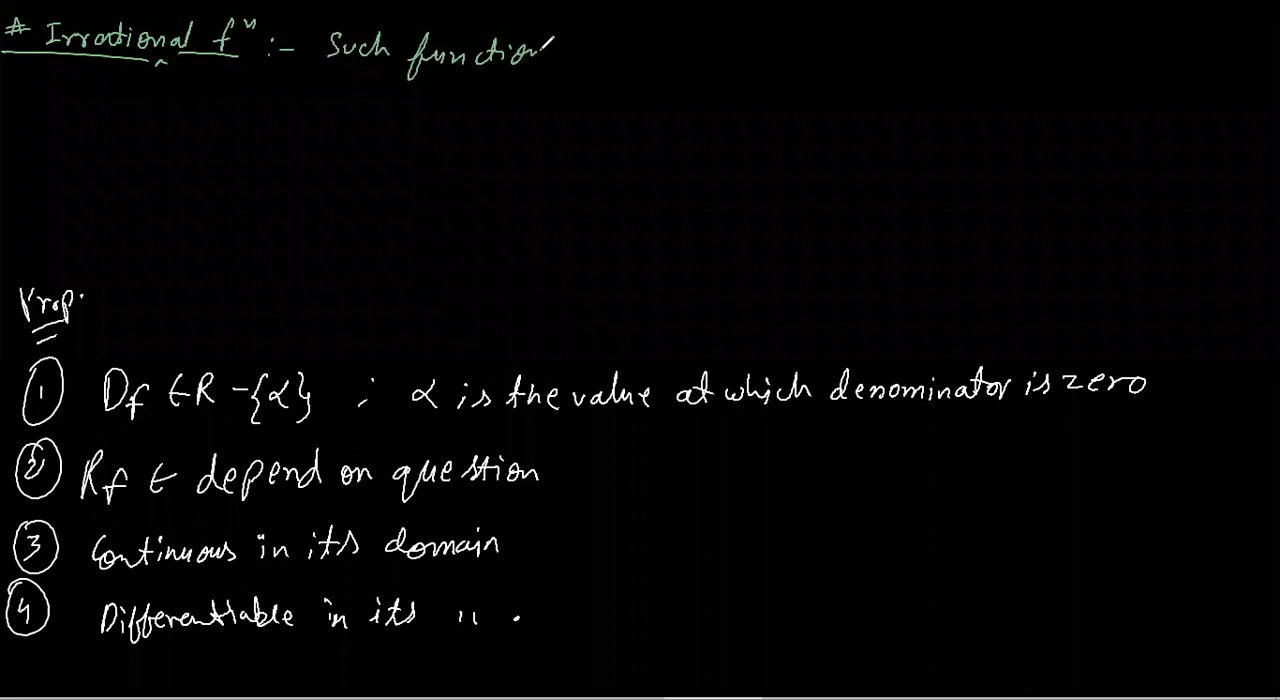 # Irrational fⁿ :- Such function
Prop.
① Df ∈ R - {α} ; α is the value at which denominator is zero
② Rf ∈ depend on question
③ Continuous in its domain
④ Differentiable in its " .